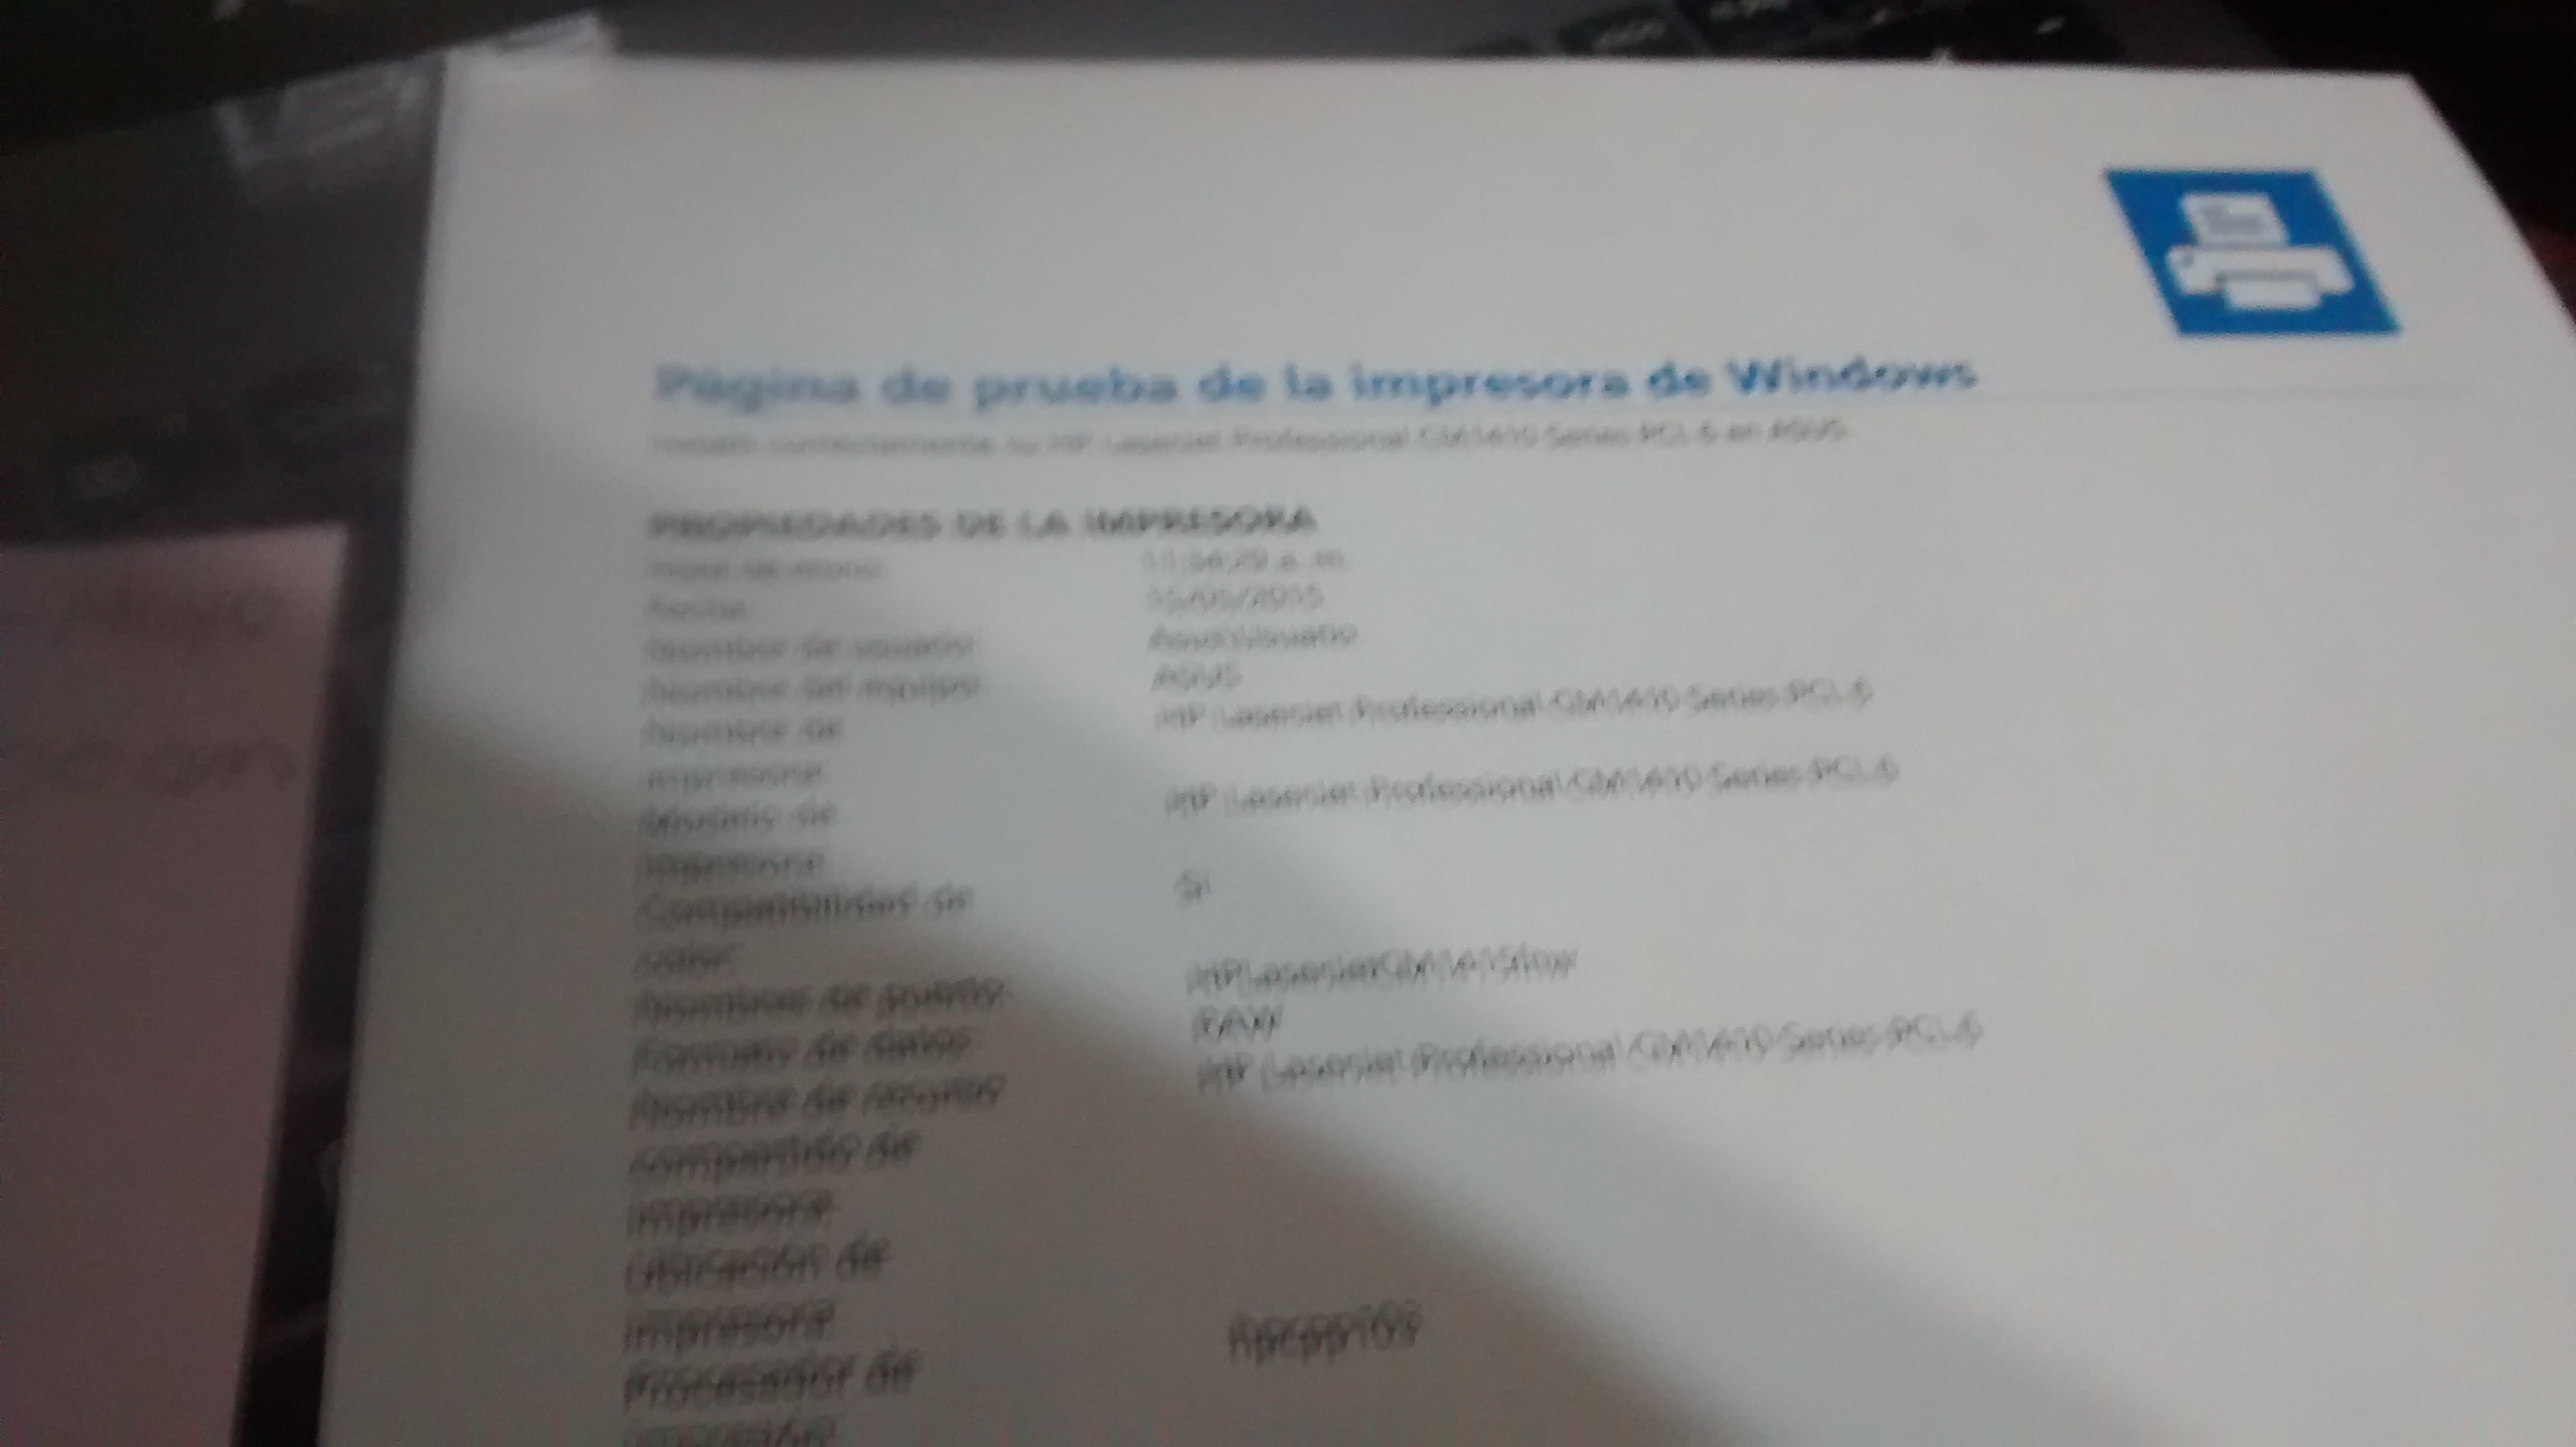 Página de prueba de la impresora de Windows
Instaló correctamente su HP LaserJet Professional CM1410 Series PCL 6 en ASUS
PROPIEDADES DE LA IMPRESORA
Hora de envío: 11:34:29 a. m.
Fecha:
Nombre de usuario: Asus\Usuario
Nombre del equipo: ASUS
Nombre de HP LaserJet Professional CM1410 Series PCL 6
impresora:
Modelo de HP LaserJet Professional CM1410 Series PCL 6
impresora:
Compatibilidad de Sí
color:
Nombres de puerto: HPLaserJetCM1415fnw
Formato de datos: RAW
Nombre de recurso HP LaserJet Professional CM1410 Series PCL 6
compartido de
impresora:
Ubicación de
impresora:
Procesador de hpcpp109
impresión: